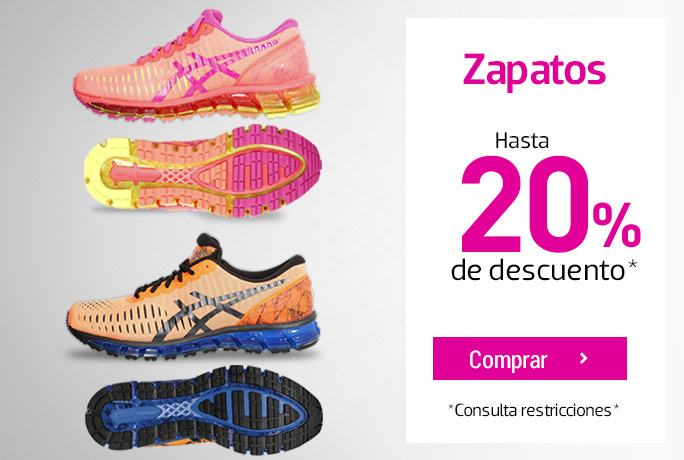 Zapatos
Hasta
20%
de descuento*
Comprar >
*Consulta restricciones*